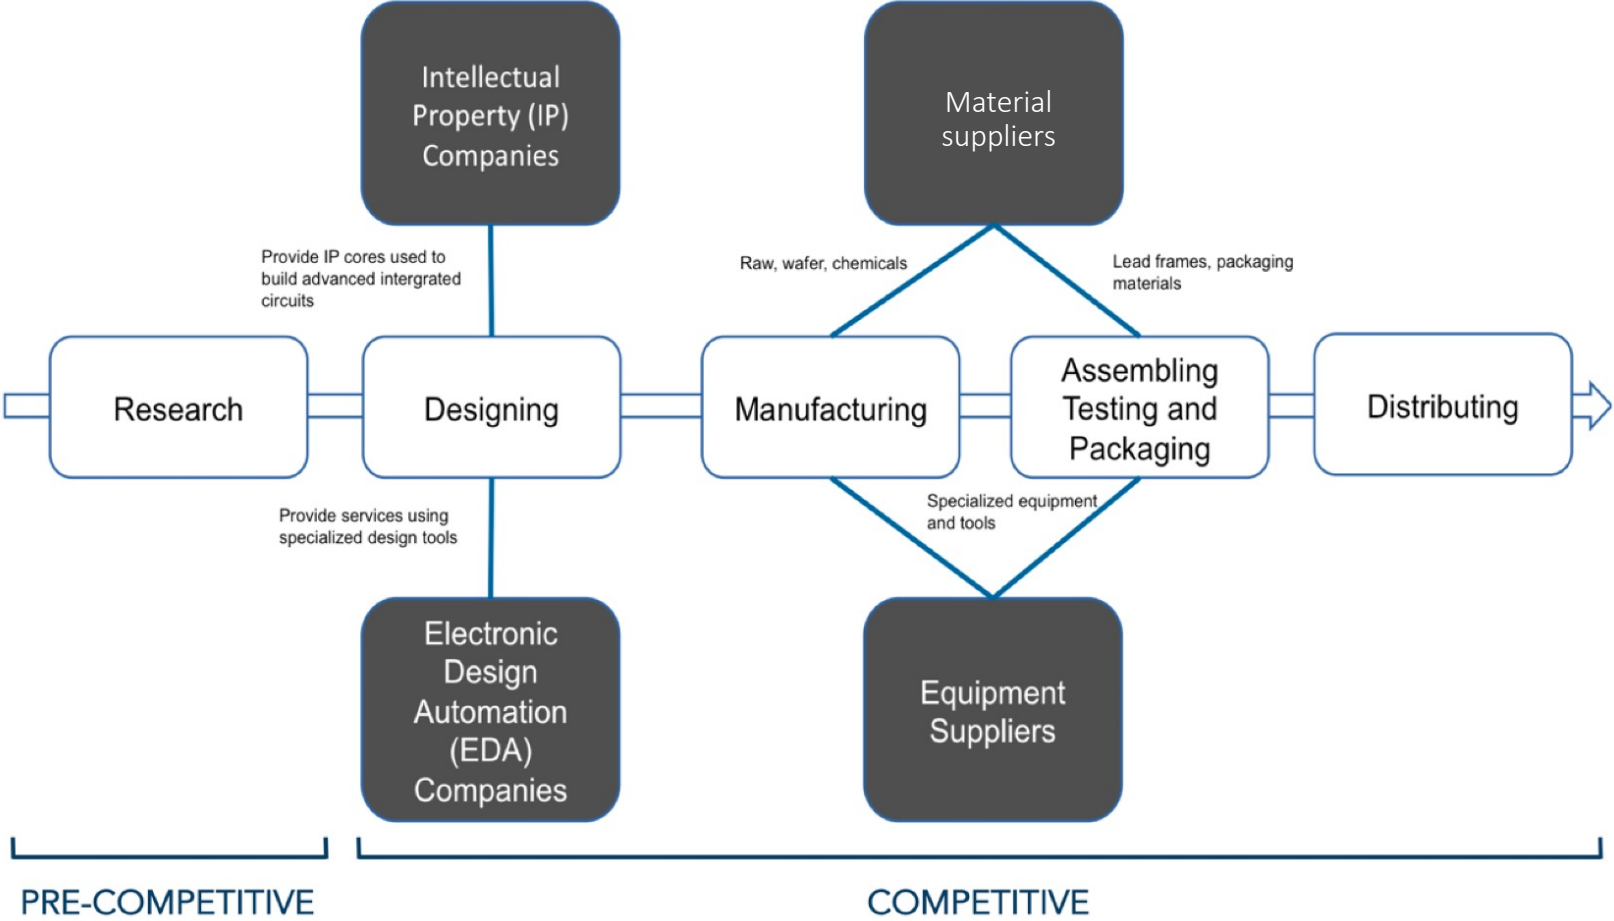 Intellectual
Property (IP)
Companies
Material
suppliers
Provide IP cores used to
build advanced intergrated
circuits
Raw, wafer, chemicals
Lead frames, packaging
materials
Research
Designing
Manufacturing
Assembling
Testing and
Packaging
Distributing
Provide services using
specialized design tools
Specialized equipment
and tools
Electronic
Design
Automation
(EDA)
Companies
Equipment
Suppliers
PRE-COMPETITIVE
COMPETITIVE